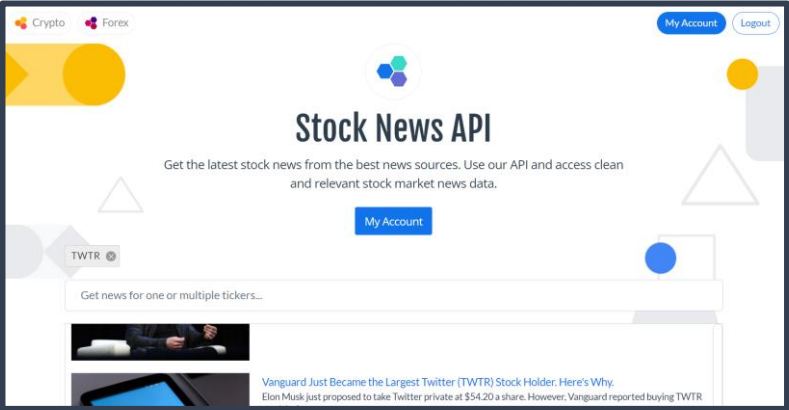 Crypto
Forex
My Account
Logout
Stock News API
Get the latest stock news from the best news sources. Use our API and access clean
and relevant stock market news data.
My Account
TWTR
Get news for one or multiple tickers...
Vanguard Just Became the Largest Twitter (TWTR) Stock Holder. Here's Why.
Elon Musk just proposed to take Twitter private at $54.20 a share. However, Vanguard reported buying TWTR